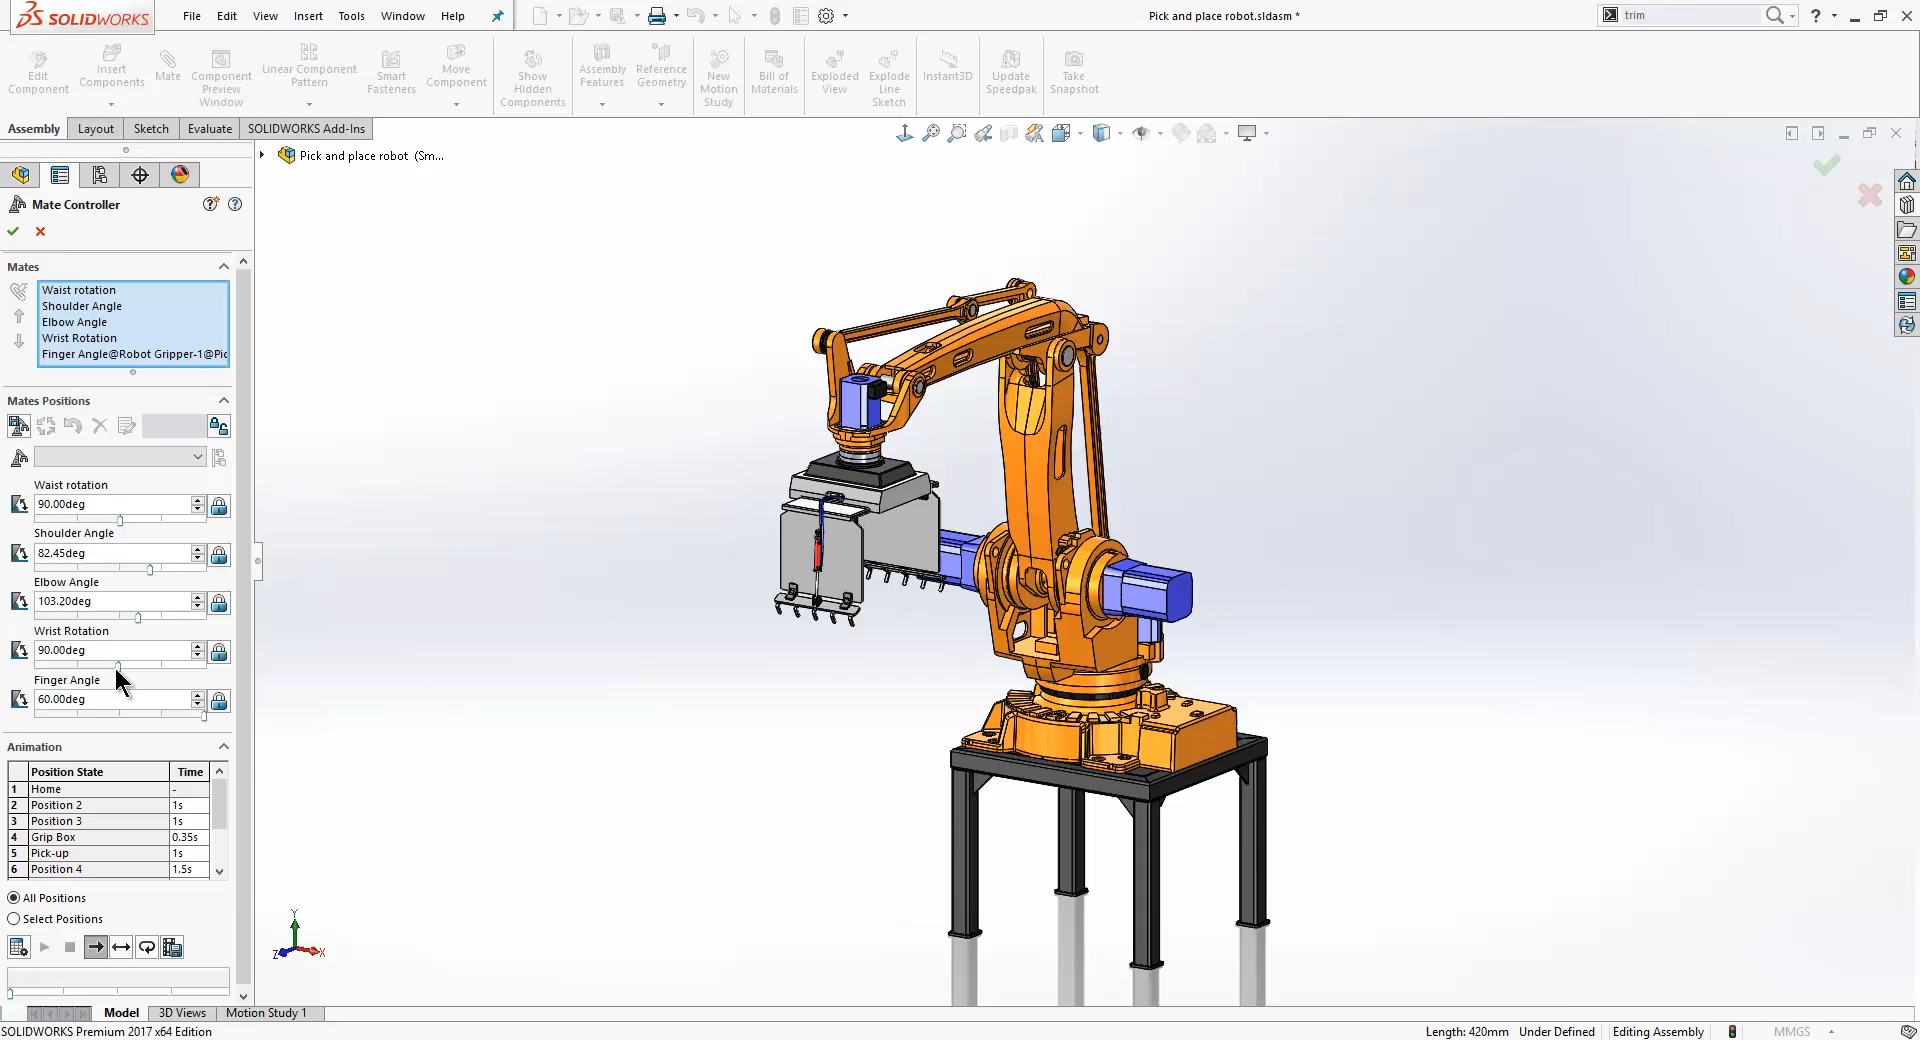 SOLIDWORKS
File Edit View Insert Tools Window Help
Pick and place robot.sldasm *
trim
Edit Component
Insert Components
Mate
Component Preview Window
Linear Component Pattern
Smart Fasteners
Move Component
Show Hidden Components
Assembly Features
Reference Geometry
New Motion Study
Bill of Materials
Exploded View
Explode Line Sketch
Instant3D
Update Speedpak
Take Snapshot
Assembly Layout Sketch Evaluate SOLIDWORKS Add-Ins
Pick and place robot (Sm...
Mate Controller
Mates
Waist rotation
Shoulder Angle
Elbow Angle
Wrist Rotation
Finger Angle@Robot Gripper-1@Pic
Mates Positions
Waist rotation
90.00deg
Shoulder Angle
82.45deg
Elbow Angle
103.20deg
Wrist Rotation
90.00deg
Finger Angle
60.00deg
Animation
Position State Time
1 Home -
2 Position 2 1s
3 Position 3 1s
4 Grip Box 0.35s
5 Pick-up 1s
6 Position 4 1.5s
All Positions
Select Positions
Y
Z X
Model 3D Views Motion Study 1
SOLIDWORKS Premium 2017 x64 Edition
Length: 420mm Under Defined Editing Assembly MMGS